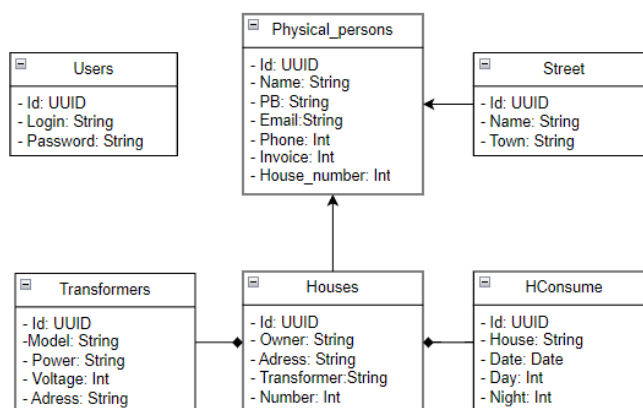 Users
- Id: UUID
- Login: String
- Password: String
Physical_persons
- Id: UUID
- Name: String
- PB: String
- Email:String
- Phone: Int
- Invoice: Int
- House_number: Int
Street
- Id: UUID
- Name: String
- Town: String
Transformers
- Id: UUID
-Model: String
- Power: String
- Voltage: Int
- Adress: String
Houses
- Id: UUID
- Owner: String
- Adress: String
- Transformer:String
- Number: Int
HConsume
- Id: UUID
- House: String
- Date: Date
- Day: Int
- Night: Int